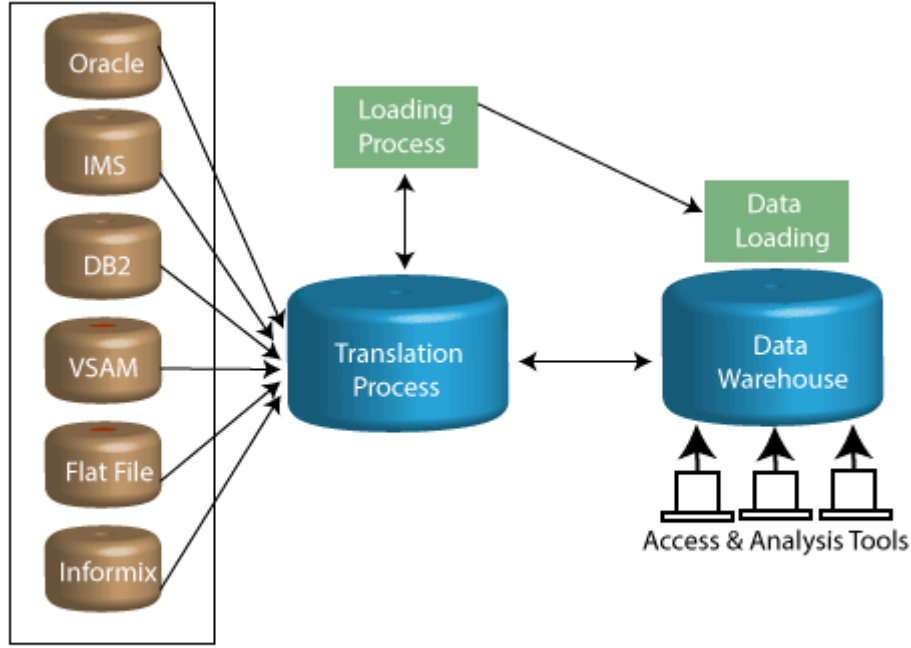 Oracle
IMS
DB2
VSAM
Flat File
Informix
Loading
Process
Translation
Process
Data
Loading
Data
Warehouse
Access & Analysis Tools